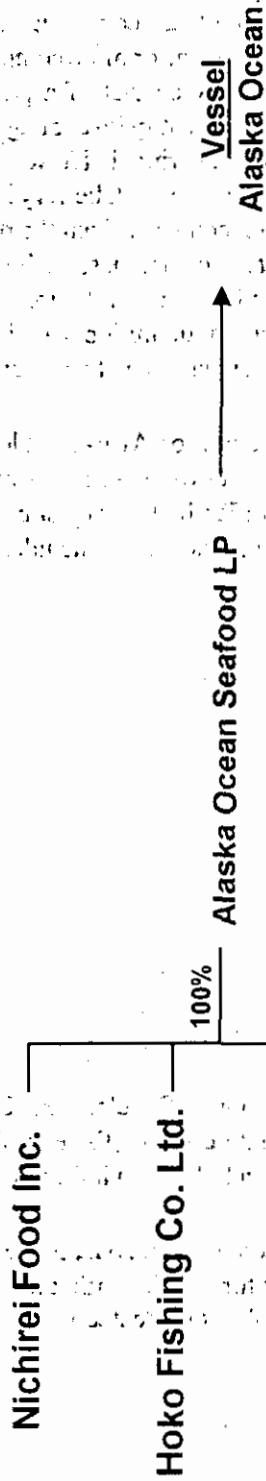 Nichirei Food Inc.
Hoko Fishing Co. Ltd.
100%
Alaska Ocean Seafood LP
Vessel
Alaska Ocean